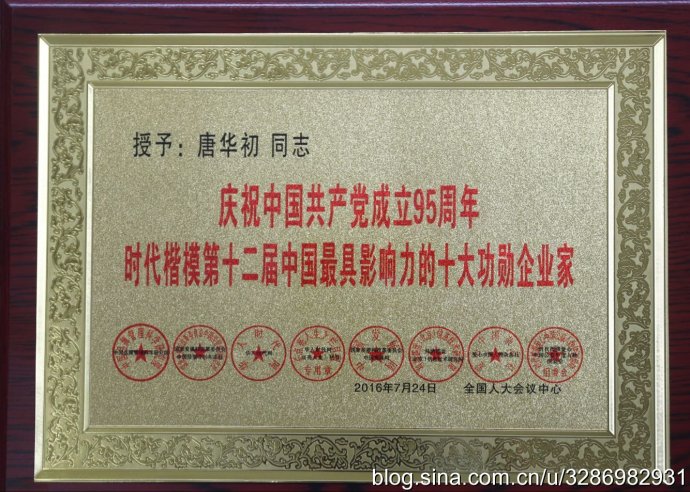 授予：唐华初 同志
庆祝中国共产党成立95周年
时代楷模第十二届中国最具影响力的十大功勋企业家
专用章
2016年7月24日 全国人大会议中心
blog.sina.com.cn/u/3286982931